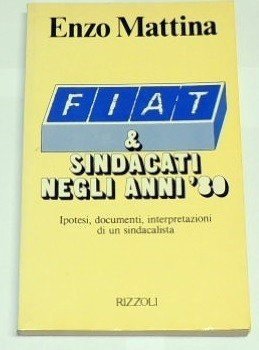 Enzo Mattina
FIAT
&
SINDACATI
NEGLI ANNI '80
Ipotesi, documenti, interpretazioni
di un sindacalista
RIZZOLI